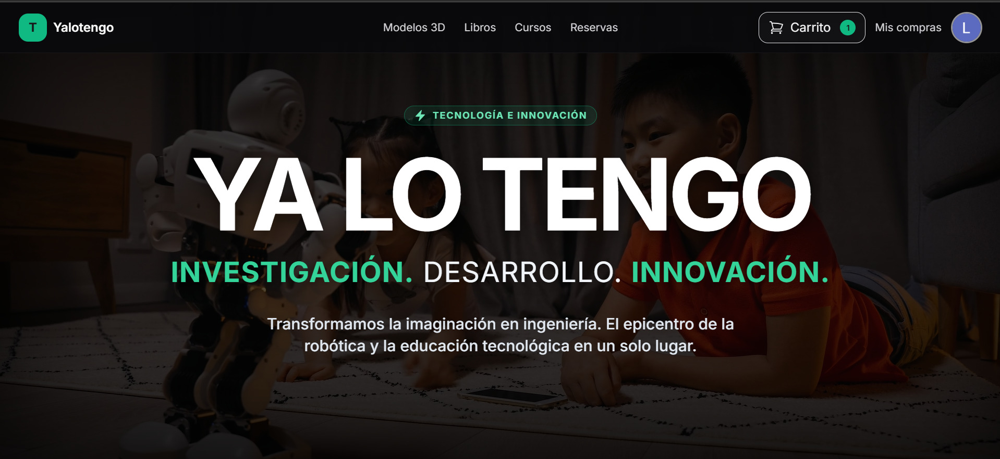 T Yalotengo
Modelos 3D Libros Cursos Reservas
Carrito 1 Mis compras L
TECNOLOGÍA E INNOVACIÓN
YA LO TENGO
INVESTIGACIÓN. DESARROLLO. INNOVACIÓN.
Transformamos la imaginación en ingeniería. El epicentro de la
robótica y la educación tecnológica en un solo lugar.